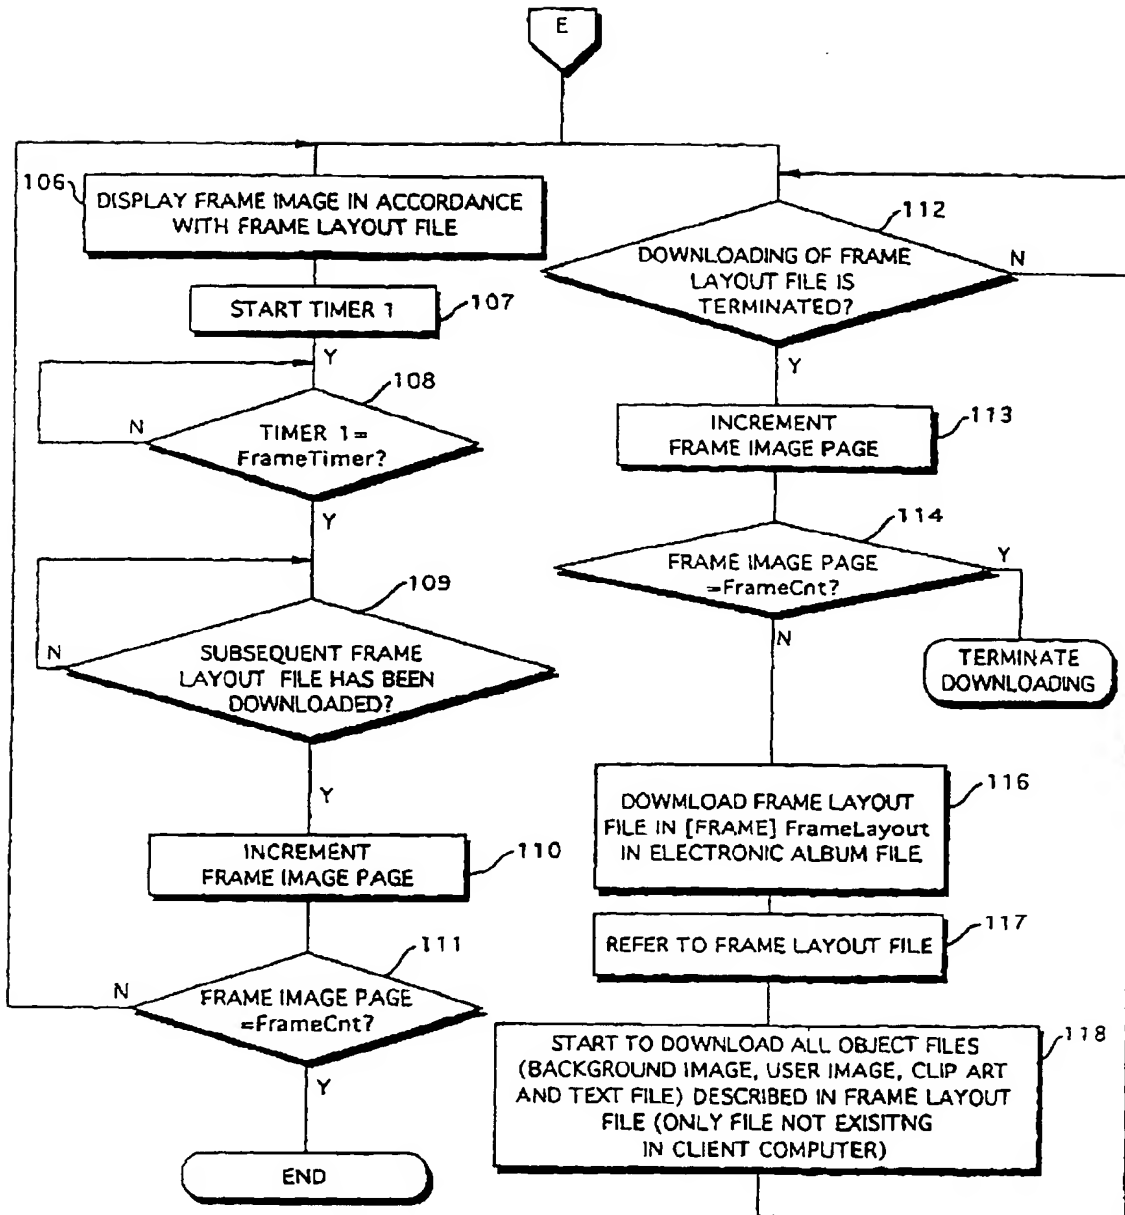 E
106
DISPLAY FRAME IMAGE IN ACCORDANCE
WITH FRAME LAYOUT FILE
START TIMER 1
107
Y
108
N
TIMER 1=
FrameTimer?
Y
109
N
SUBSEQUENT FRAME
LAYOUT FILE HAS BEEN
DOWNLOADED?
Y
INCREMENT
FRAME IMAGE PAGE
110
111
N
FRAME IMAGE PAGE
=FrameCnt?
Y
END
112
DOWNLOADING OF FRAME
LAYOUT FILE IS
TERMINATED?
N
Y
INCREMENT
FRAME IMAGE PAGE
113
114
FRAME IMAGE PAGE
=FrameCnt?
Y
N
TERMINATE
DOWNLOADING
DOWMLOAD FRAME LAYOUT
FILE IN [FRAME] FrameLayout
IN ELECTRONIC ALBUM FILE
116
REFER TO FRAME LAYOUT FILE
117
START TO DOWNLOAD ALL OBJECT FILES
(BACKGROUND IMAGE, USER IMAGE, CLIP ART
AND TEXT FILE) DESCRIBED IN FRAME LAYOUT
FILE (ONLY FILE NOT EXISITNG
IN CLIENT COMPUTER)
118